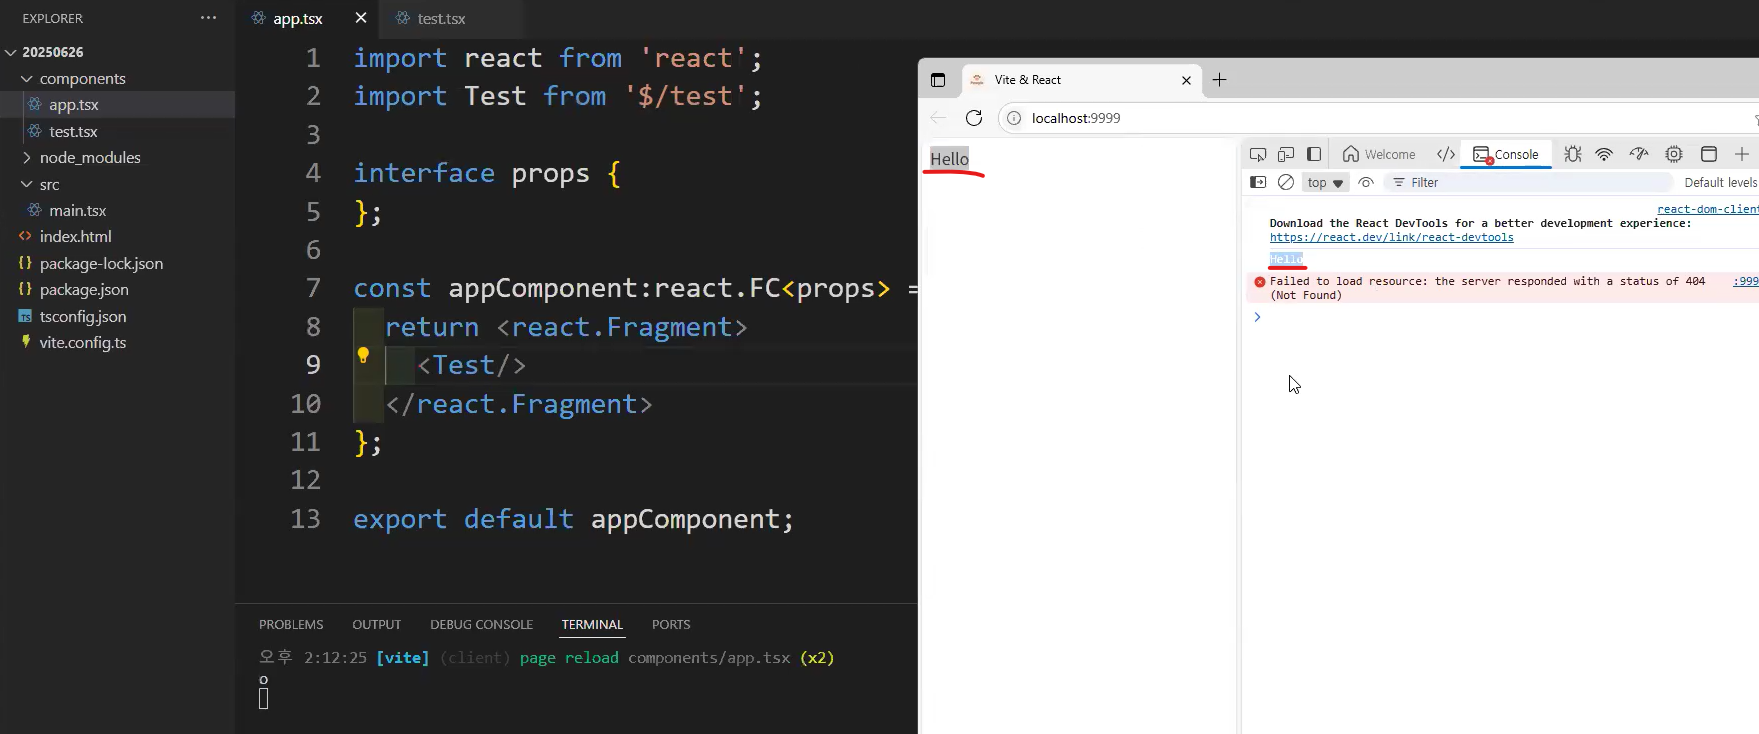 EXPLORER
20250626
components
app.tsx
test.tsx
node_modules
src
main.tsx
index.html
package-lock.json
package.json
tsconfig.json
vite.config.ts
app.tsx
test.tsx
1 import react from 'react';
2 import Test from '$/test';
3
4 interface props {
5 };
6
7 const appComponent:react.FC<props> =
8 return <react.Fragment>
9 <Test/>
10 </react.Fragment>
11 };
12
13 export default appComponent;
PROBLEMS OUTPUT DEBUG CONSOLE TERMINAL PORTS
오후 2:12:25 [vite] (client) page reload components/app.tsx (x2)
o
Vite & React
localhost:9999
Hello
Welcome
Console
top
Filter
Default levels
react-dom-client
Download the React DevTools for a better development experience:
https://react.dev/link/react-devtools
Hello
Failed to load resource: the server responded with a status of 404 :999
(Not Found)